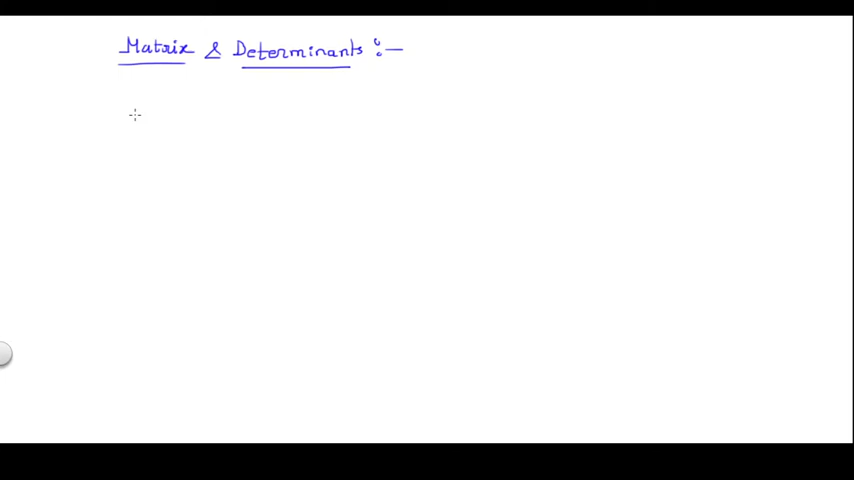 Matrix & Determinants :-